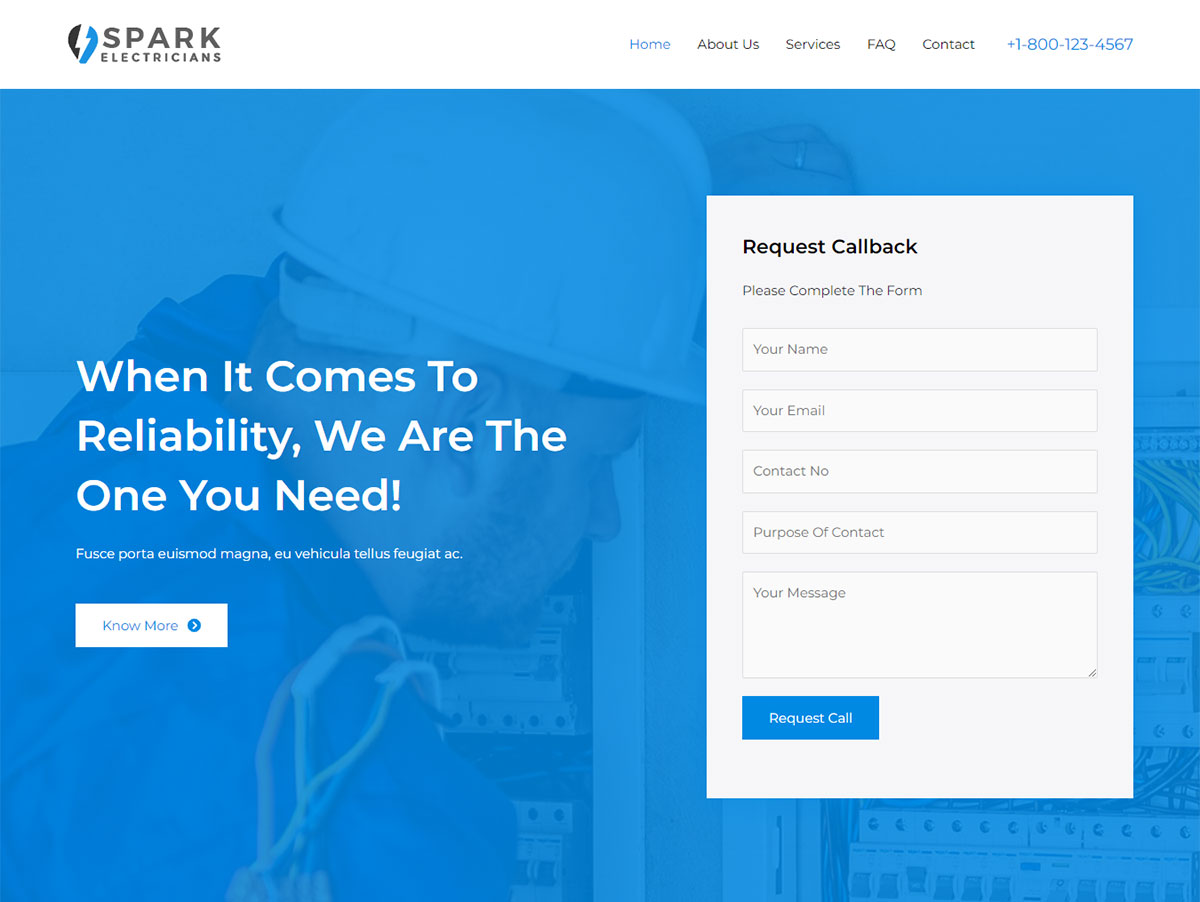 SPARK
ELECTRICIANS
Home About Us Services FAQ Contact +1-800-123-4567
When It Comes To
Reliability, We Are The
One You Need!
Fusce porta euismod magna, eu vehicula tellus feugiat ac.
Know More
Request Callback
Please Complete The Form
Your Name
Your Email
Contact No
Purpose Of Contact
Your Message
Request Call